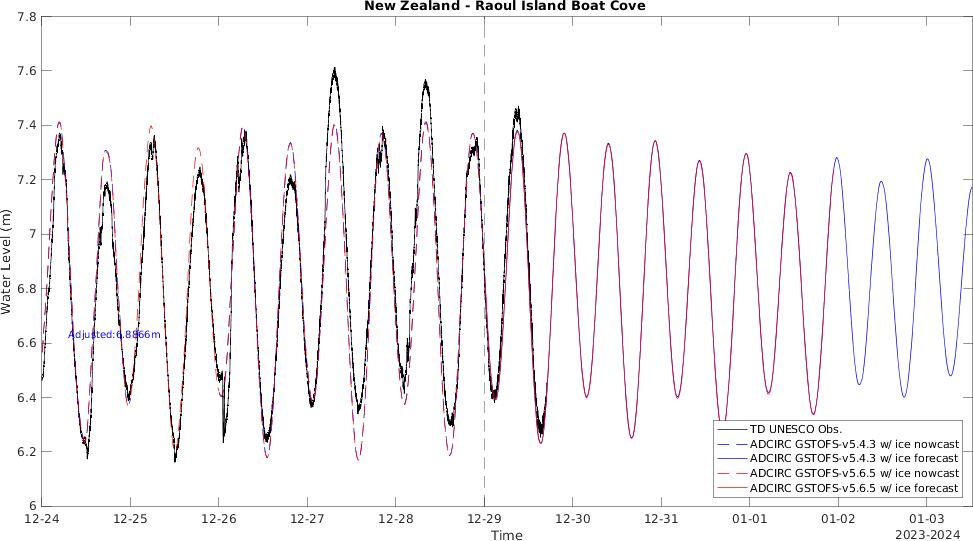 New Zealand - Raoul Island Boat Cove
7.8
7.6
7.4
7.2
7
6.8
6.6
6.4
6.2
6
Water Level (m)
Adjusted:6.8866m
TD UNESCO Obs.
ADCIRC GSTOFS-v5.4.3 w/ ice nowcast
ADCIRC GSTOFS-v5.4.3 w/ ice forecast
ADCIRC GSTOFS-v5.6.5 w/ ice nowcast
ADCIRC GSTOFS-v5.6.5 w/ ice forecast
12-24 12-25 12-26 12-27 12-28 12-29 12-30 12-31 01-01 01-02 01-03
Time
2023-2024